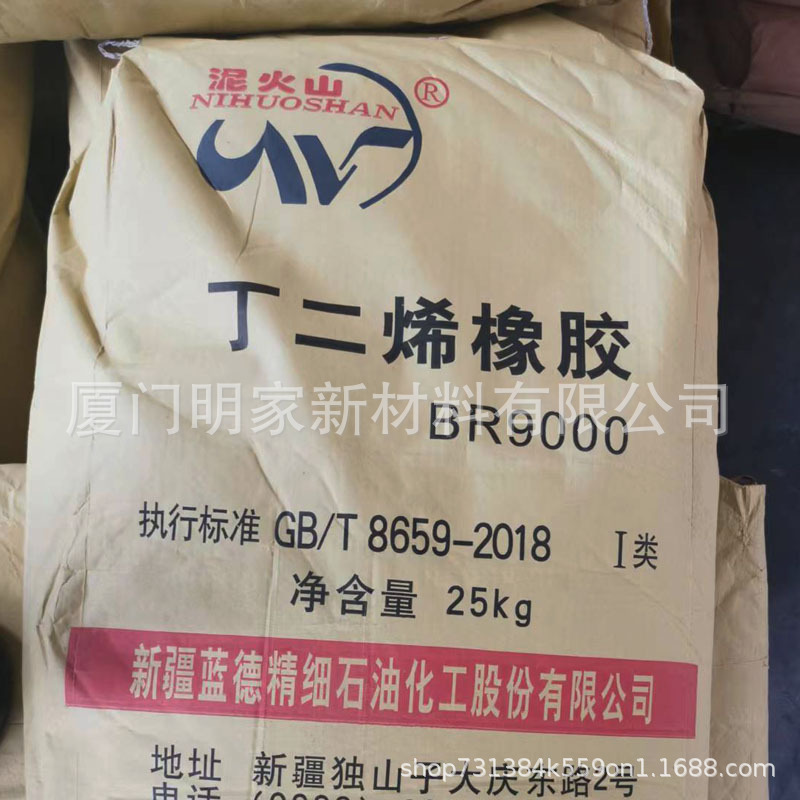 泥火山
NIHUOSHAN
®
丁二烯橡胶
厦门明家新材料有限公司
BR9000
执行标准 GB/T 8659-2018 I类
净含量 25kg
新疆蓝德精细石油化工股份有限公司
地址 新疆独山子大庆东路2号
shop731384k559on1.1688.com
电话